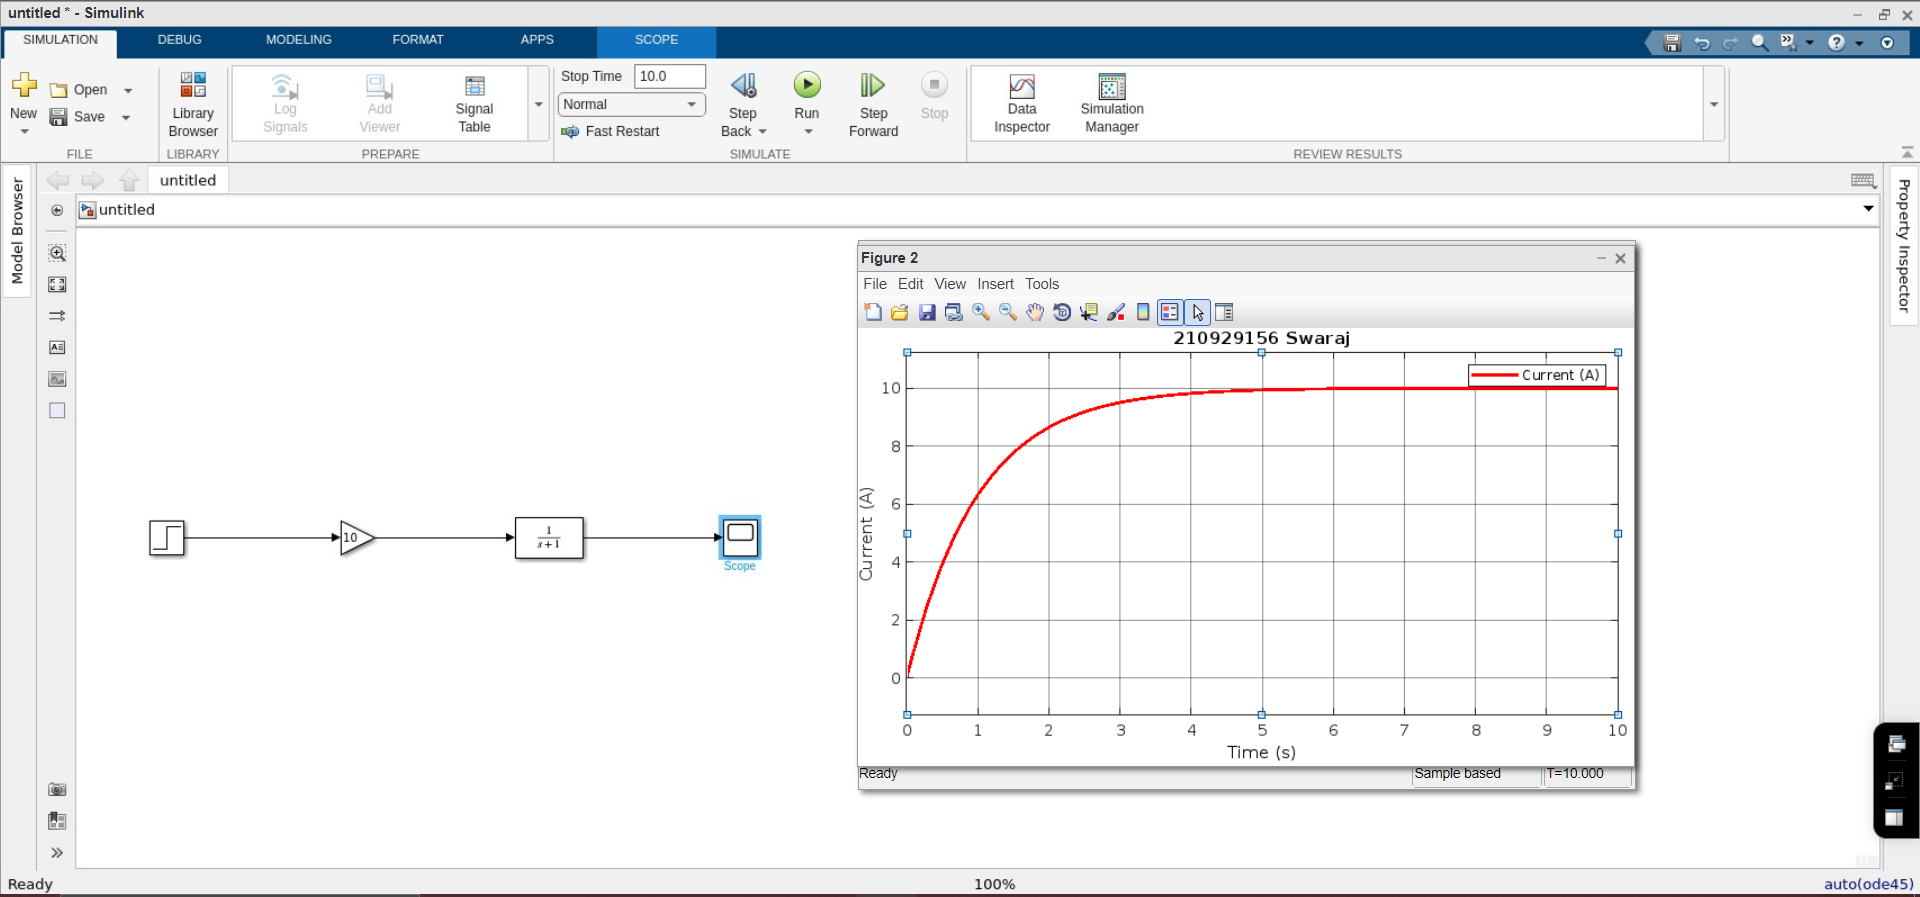 untitled * - Simulink
SIMULATION DEBUG MODELING FORMAT APPS SCOPE
New
Open
Save
FILE
Library
Browser
LIBRARY
Log
Signals
Add
Viewer
Signal
Table
PREPARE
Stop Time 10.0
Normal
Fast Restart
Step
Back
Run
Step
Forward
Stop
SIMULATE
Data
Inspector
Simulation
Manager
REVIEW RESULTS
Model Browser
untitled
untitled
Property Inspector
10
1
s+1
Scope
Figure 2
File Edit View Insert Tools
210929156 Swaraj
Current (A)
Current (A)
10
8
6
4
2
0
0 1 2 3 4 5 6 7 8 9 10
Time (s)
Ready Sample based T=10.000
Ready 100% auto(ode45)